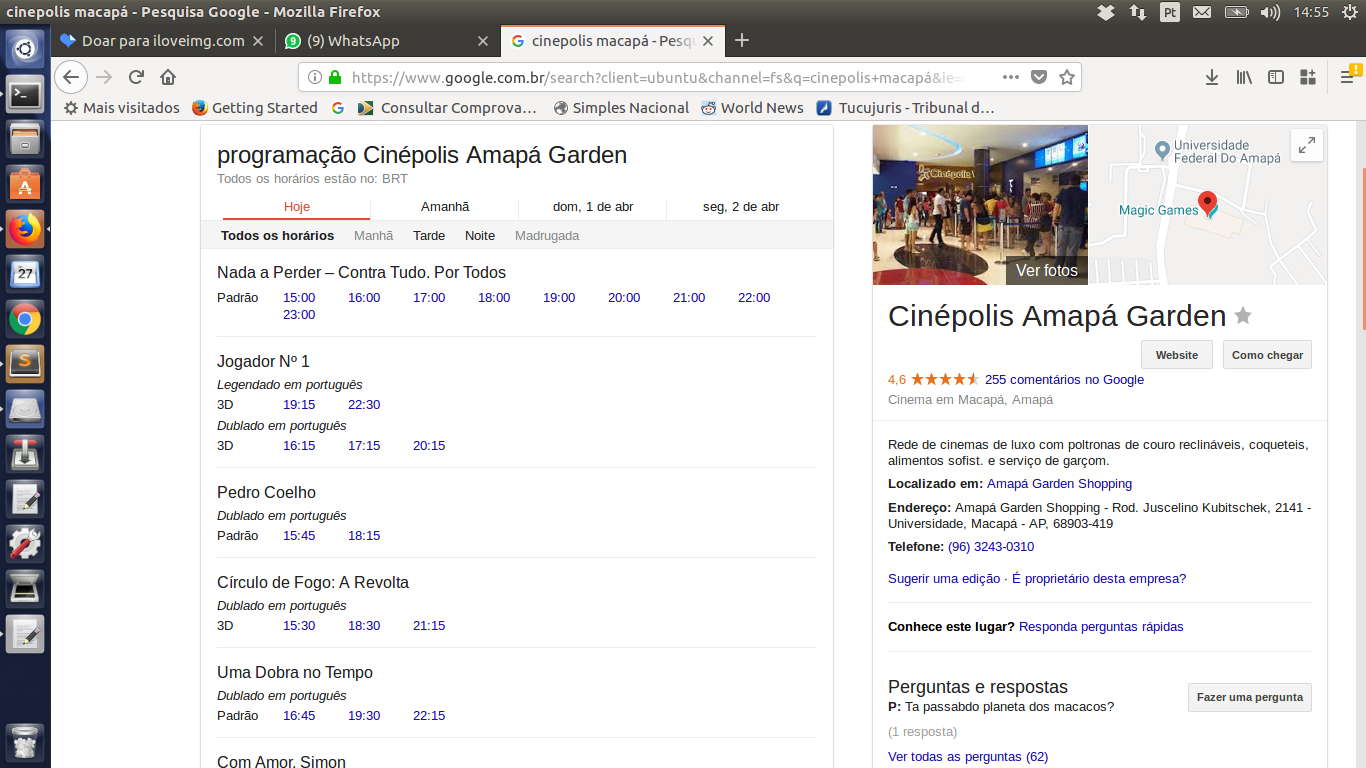 cinepolis macapá - Pesquisa Google - Mozilla Firefox
Pt
14:55
Doar para iloveimg.com
(9) WhatsApp
cinepolis macapá - Pesqu
https://www.google.com.br/search?client=ubuntu&channel=fs&q=cinepolis+macapá&ie=
Mais visitados
Getting Started
Consultar Comprova...
Simples Nacional
World News
Tucujuris - Tribunal d...
programação Cinépolis Amapá Garden
Todos os horários estão no: BRT
Hoje Amanhã dom, 1 de abr seg, 2 de abr
Todos os horários Manhã Tarde Noite Madrugada
Nada a Perder – Contra Tudo. Por Todos
Padrão 15:00 16:00 17:00 18:00 19:00 20:00 21:00 22:00
23:00
Jogador Nº 1
Legendado em português
3D 19:15 22:30
Dublado em português
3D 16:15 17:15 20:15
Pedro Coelho
Dublado em português
Padrão 15:45 18:15
Círculo de Fogo: A Revolta
Dublado em português
3D 15:30 18:30 21:15
Uma Dobra no Tempo
Dublado em português
Padrão 16:45 19:30 22:15
Com Amor, Simon
Cinépolis
Ver fotos
Universidade
Federal Do Amapá
Magic Games
Cinépolis Amapá Garden
Website Como chegar
4,6 255 comentários no Google
Cinema em Macapá, Amapá
Rede de cinemas de luxo com poltronas de couro reclináveis, coqueteis,
alimentos sofist. e serviço de garçom.
Localizado em: Amapá Garden Shopping
Endereço: Amapá Garden Shopping - Rod. Juscelino Kubitschek, 2141 -
Universidade, Macapá - AP, 68903-419
Telefone: (96) 3243-0310
Sugerir uma edição · É proprietário desta empresa?
Conhece este lugar? Responda perguntas rápidas
Perguntas e respostas
Fazer uma pergunta
P: Ta passabdo planeta dos macacos?
(1 resposta)
Ver todas as perguntas (62)
27